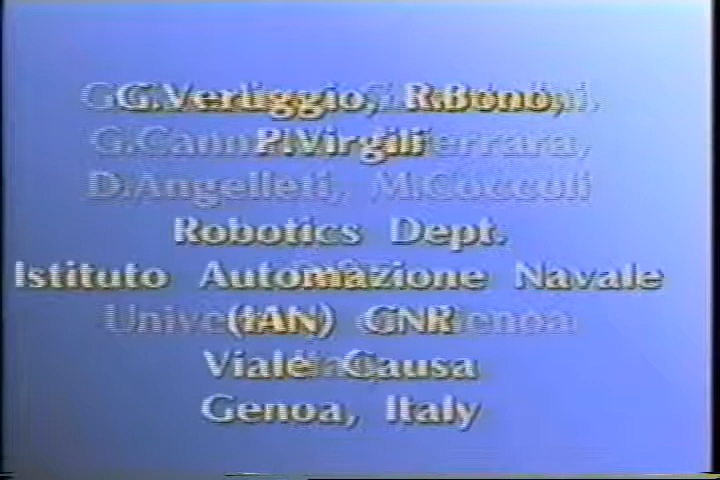 G.Veruggio, R.Bono,
P.Virgili
D.Angelleti, M.Coccoli
Robotics Dept.
Istituto Automazione Navale
(IAN) CNR
Viale Causa
Genoa, Italy